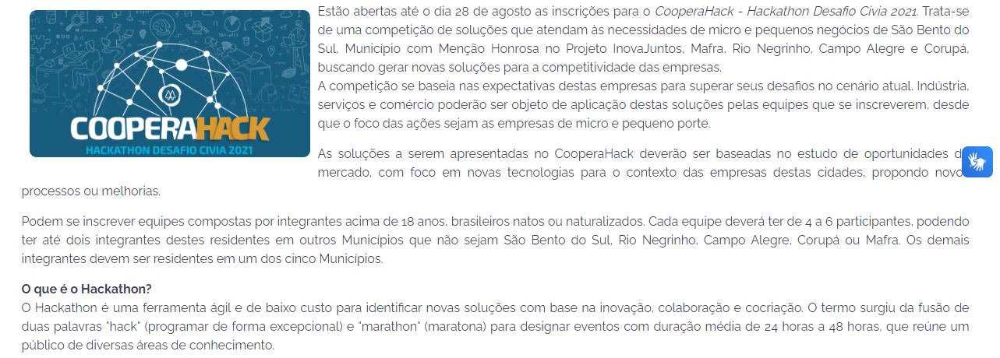 COOPERAHACK
HACKATHON DESAFIO CIVIA 2021
Estão abertas até o dia 28 de agosto as inscrições para o CooperaHack - Hackathon Desafio Civia 2021. Trata-se
de uma competição de soluções que atendam às necessidades de micro e pequenos negócios de São Bento do
Sul, Município com Menção Honrosa no Projeto InovaJuntos, Mafra, Rio Negrinho, Campo Alegre e Corupá,
buscando gerar novas soluções para a competitividade das empresas.
A competição se baseia nas expectativas destas empresas para superar seus desafios no cenário atual. Indústria,
serviços e comércio poderão ser objeto de aplicação destas soluções pelas equipes que se inscreverem, desde
que o foco das ações sejam as empresas de micro e pequeno porte.
As soluções a serem apresentadas no CooperaHack deverão ser baseadas no estudo de oportunidades
mercado, com foco em novas tecnologias para o contexto das empresas destas cidades, propondo
processos ou melhorias.
Podem se inscrever equipes compostas por integrantes acima de 18 anos, brasileiros natos ou naturalizados. Cada equipe deverá ter de 4 a 6 participantes, podendo
ter até dois integrantes destes residentes em outros Municípios que não sejam São Bento do Sul, Rio Negrinho, Campo Alegre, Corupá ou Mafra. Os demais
integrantes devem ser residentes em um dos cinco Municípios.
O que é o Hackathon?
O Hackathon é uma ferramenta ágil e de baixo custo para identificar novas soluções com base na inovação, colaboração e cocriação. O termo surgiu da fusão de
duas palavras "hack" (programar de forma excepcional) e "marathon" (maratona) para designar eventos com duração média de 24 horas a 48 horas, que reúne um
público de diversas áreas de conhecimento.